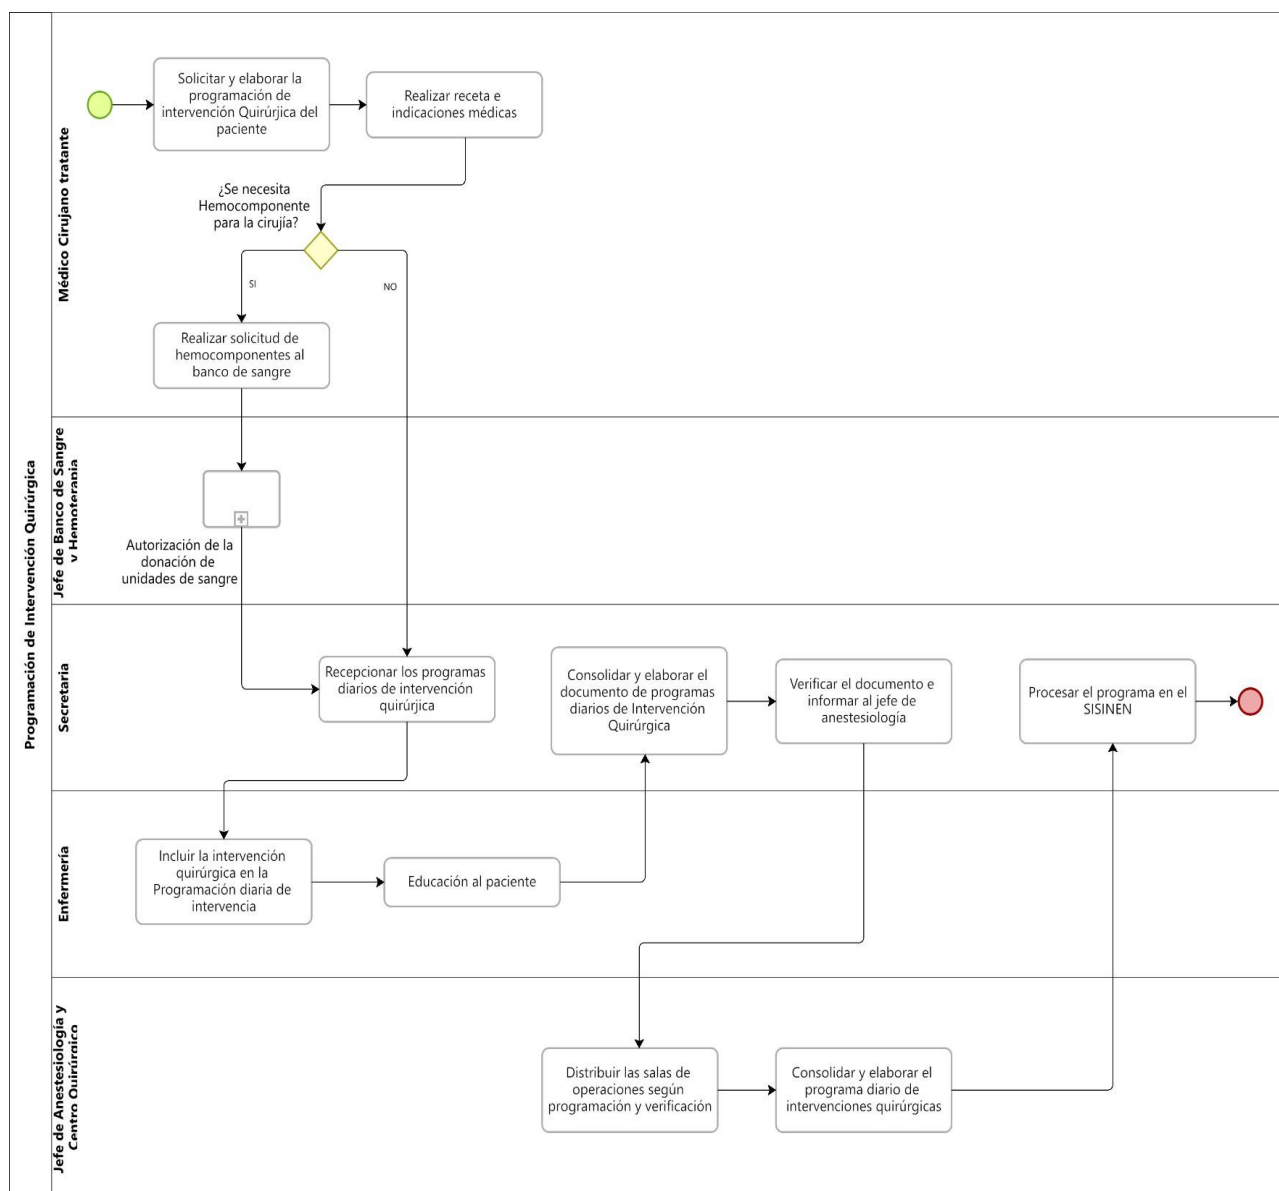 Programación de Intervención Quirúrgica
Médico Cirujano tratante
Solicitar y elaborar la
programación de
intervención Quirúrjica del
paciente
Realizar receta e
indicaciones médicas
¿Se necesita
Hemocomponente
para la cirujía?
SI
NO
Realizar solicitud de
hemocomponentes al
banco de sangre
Jefe de Banco de Sangre
y Hemoterapia
Autorización de la
donación de
unidades de sangre
Secretaria
Recepcionar los programas
diarios de intervención
quirúrjica
Consolidar y elaborar el
documento de programas
diarios de Intervención
Quirúrgica
Verificar el documento e
informar al jefe de
anestesiología
Procesar el programa en el
SISINEN
Enfermería
Incluir la intervención
quirúrgica en la
Programación diaria de
intervencia
Educación al paciente
Jefe de Anestesiología y
Centro Quirúrgico
Distribuir las salas de
operaciones según
programación y verificación
Consolidar y elaborar el
programa diario de
intervenciones quirúrgicas